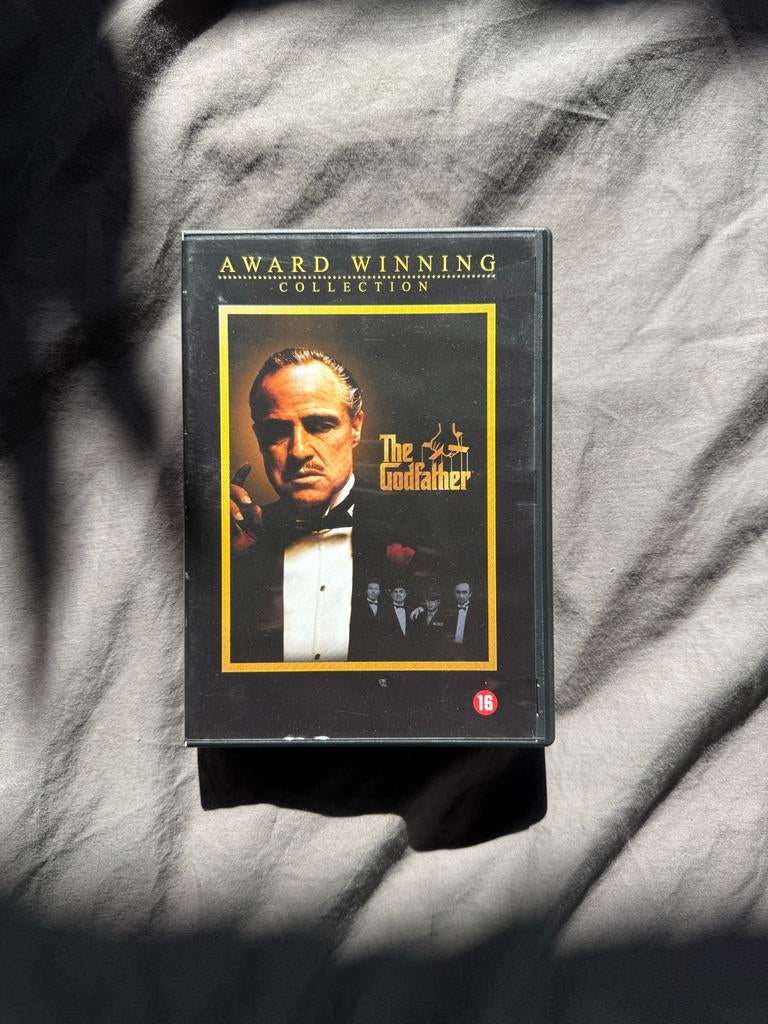 AWARD WINNING
COLLECTION
The
Godfather
16